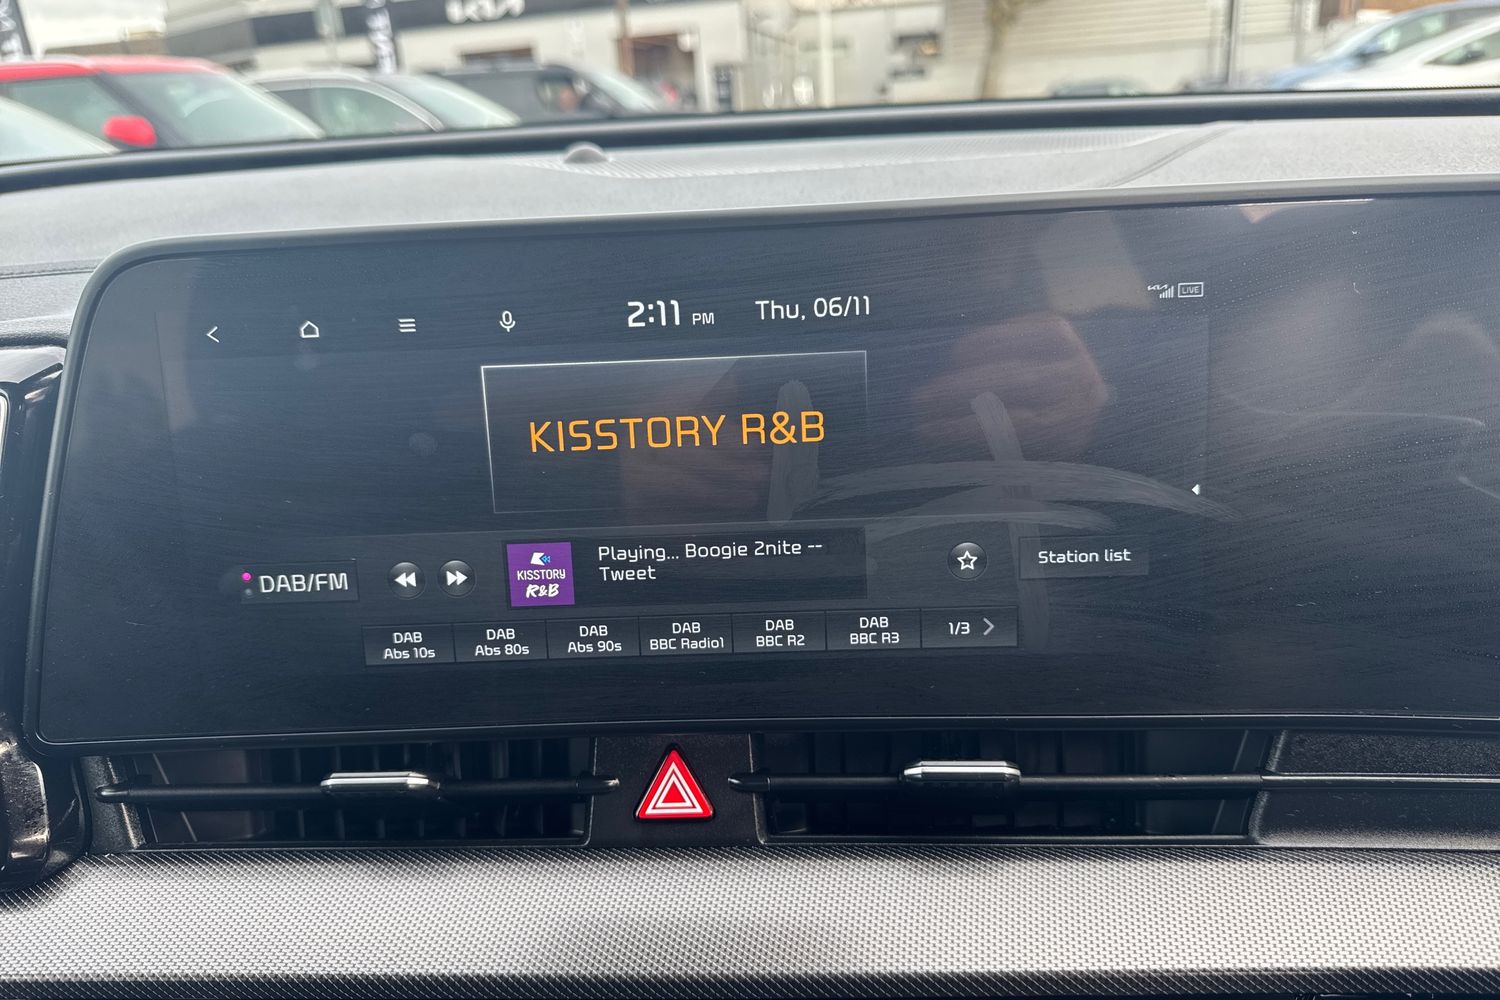 KIA
2:11 PM Thu, 06/11
LIVE
KISSTORY R&B
KISSTORY
R&B
Playing... Boogie 2nite --
Tweet
DAB/FM
Station list
DAB
Abs 10s
DAB
Abs 80s
DAB
Abs 90s
DAB
BBC Radio1
DAB
BBC R2
DAB
BBC R3
1/3